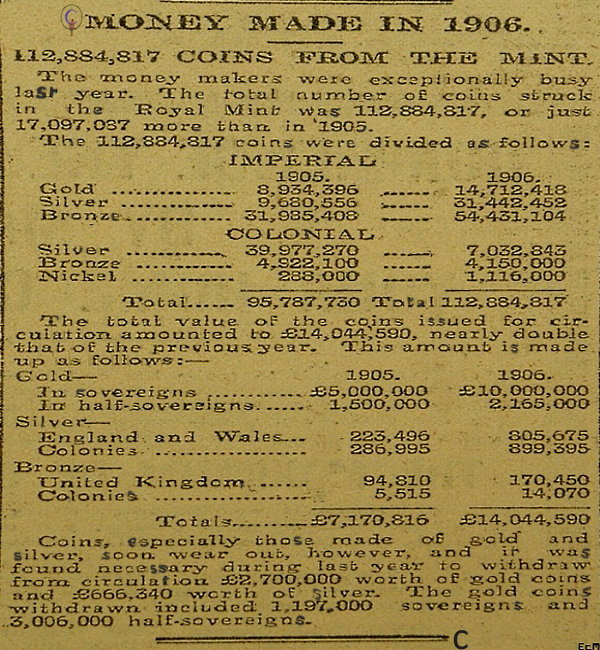 MONEY MADE IN 1906.
112,884,817 COINS FROM THE MINT.
The money makers were exceptionally busy
last year. The total number of coins struck
in the Royal Mint was 112,884,817, or just
17,097,087 more than in 1905.
The 112,884,817 coins were divided as follows:
IMPERIAL
1905. 1906.
Gold ............... 8,934,396 ...... 14,712,418
Silver ............... 9,680,556 ...... 31,442,452
Bronze ............... 31,985,408 ...... 54,431,104
COLONIAL.
Silver ............... 39,977,270 ...... 7,032,843
Bronze ............... 4,922,100 ...... 4,150,000
Nickel ............... 288,000 ...... 1,116,000
Total...... 95,787,730 Total 112,884,817
The total value of the coins issued for cir-
culation amounted to £14,044,590, nearly double
that of the previous year. This amount is made
up as follows:—
Gold— 1905. 1906.
In sovereigns ............ £5,000,000 £10,000,000
In half-sovereigns....... 1,500,000 2,165,000
Silver—
England and Wales.... 223,496 805,675
Colonies ............... 286,995 899,395
Bronze—
United Kingdom......... 94,810 170,450
Colonies ............... 5,515 14,070
Totals.........£7,170,816 £14,044,590
Coins, especially those made of gold and
silver, soon wear out, however, and it was
found necessary during last year to withdraw
from circulation £2,700,000 worth of gold coins
and £666,340 worth of silver. The gold coins
withdrawn included 1,197,000 sovereigns and
3,006,000 half-sovereigns.
C
EcM